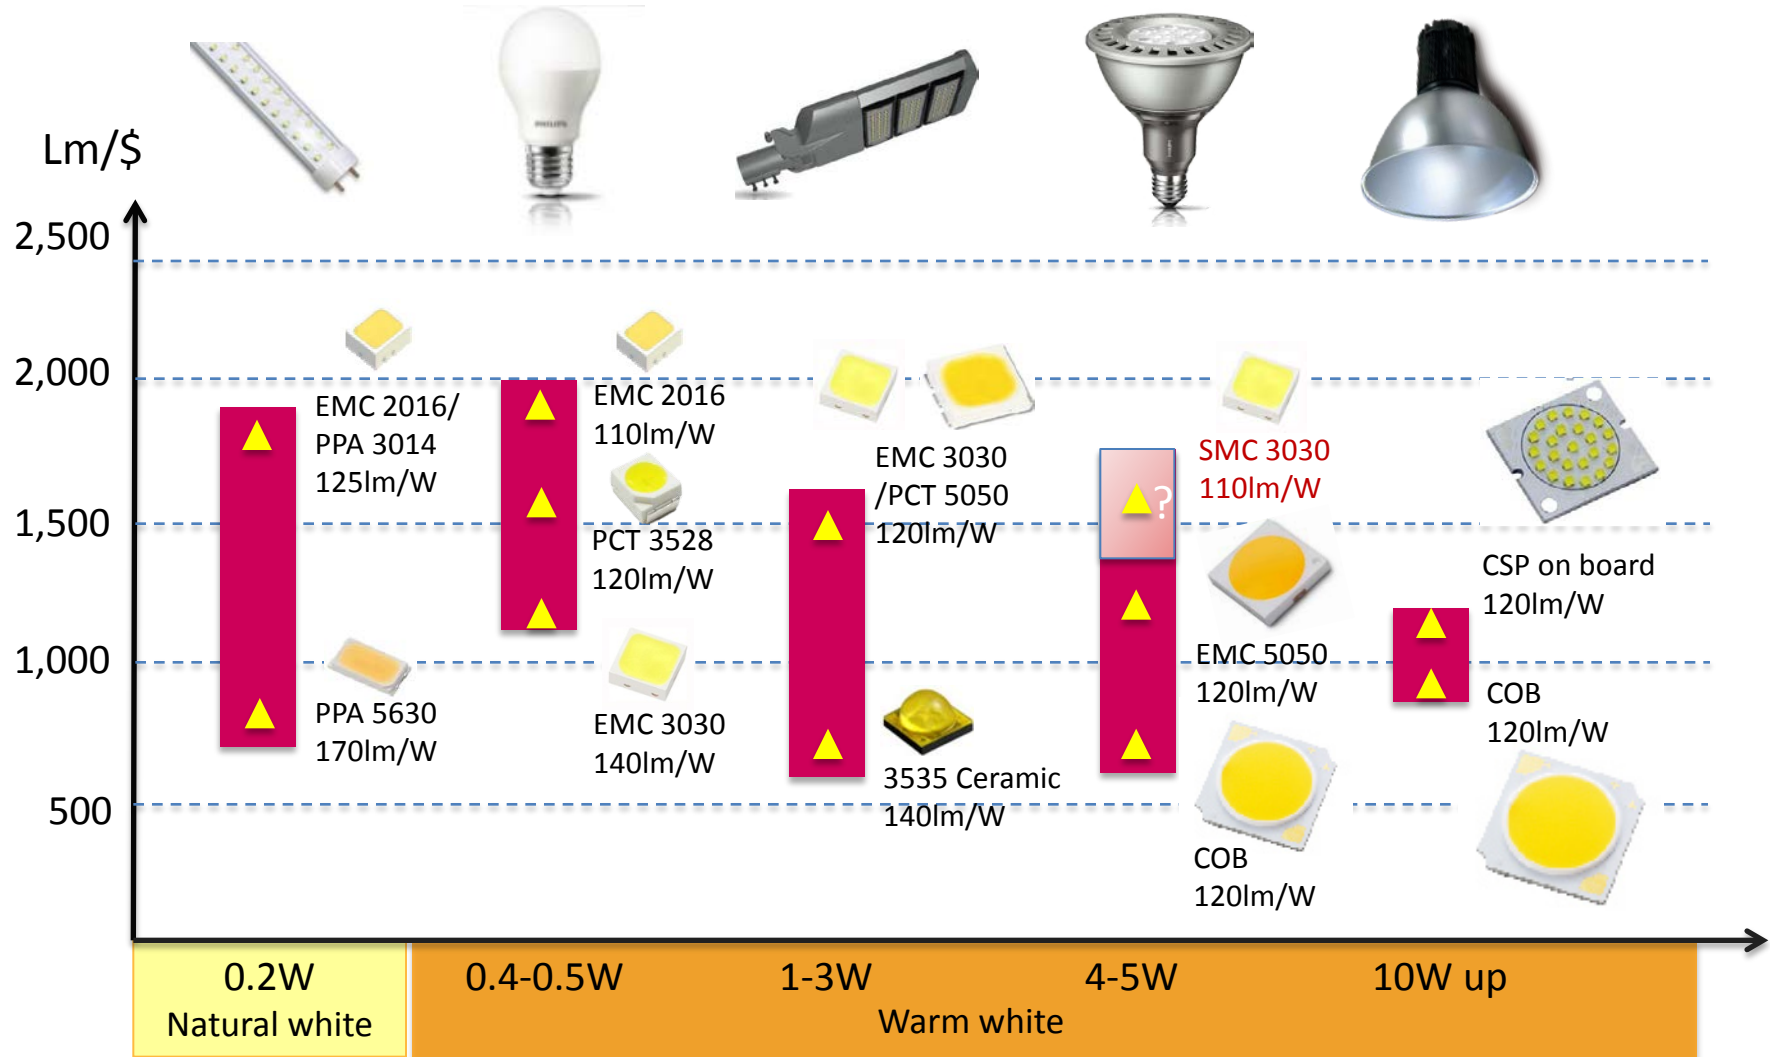 Lm/$
PHILIPS
2,500
2,000
1,500
1,000
500
EMC 2016/
PPA 3014
125lm/W
PPA 5630
170lm/W
EMC 2016
110lm/W
PCT 3528
120lm/W
EMC 3030
140lm/W
EMC 3030
/PCT 5050
120lm/W
3535 Ceramic
140lm/W
?
SMC 3030
110lm/W
EMC 5050
120lm/W
COB
120lm/W
CSP on board
120lm/W
COB
120lm/W
0.2W
0.4-0.5W
1-3W
4-5W
10W up
Natural white
Warm white